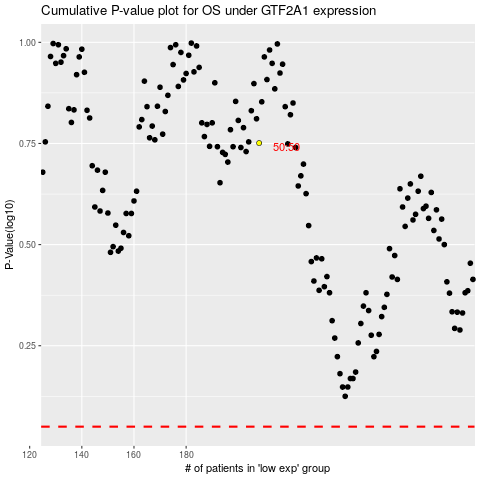 Cumulative P-value plot for OS under GTF2A1 expression
P-Value(log10)
1.00
0.75
0.50
0.25
50:50
120 140 160 180
# of patients in 'low exp' group